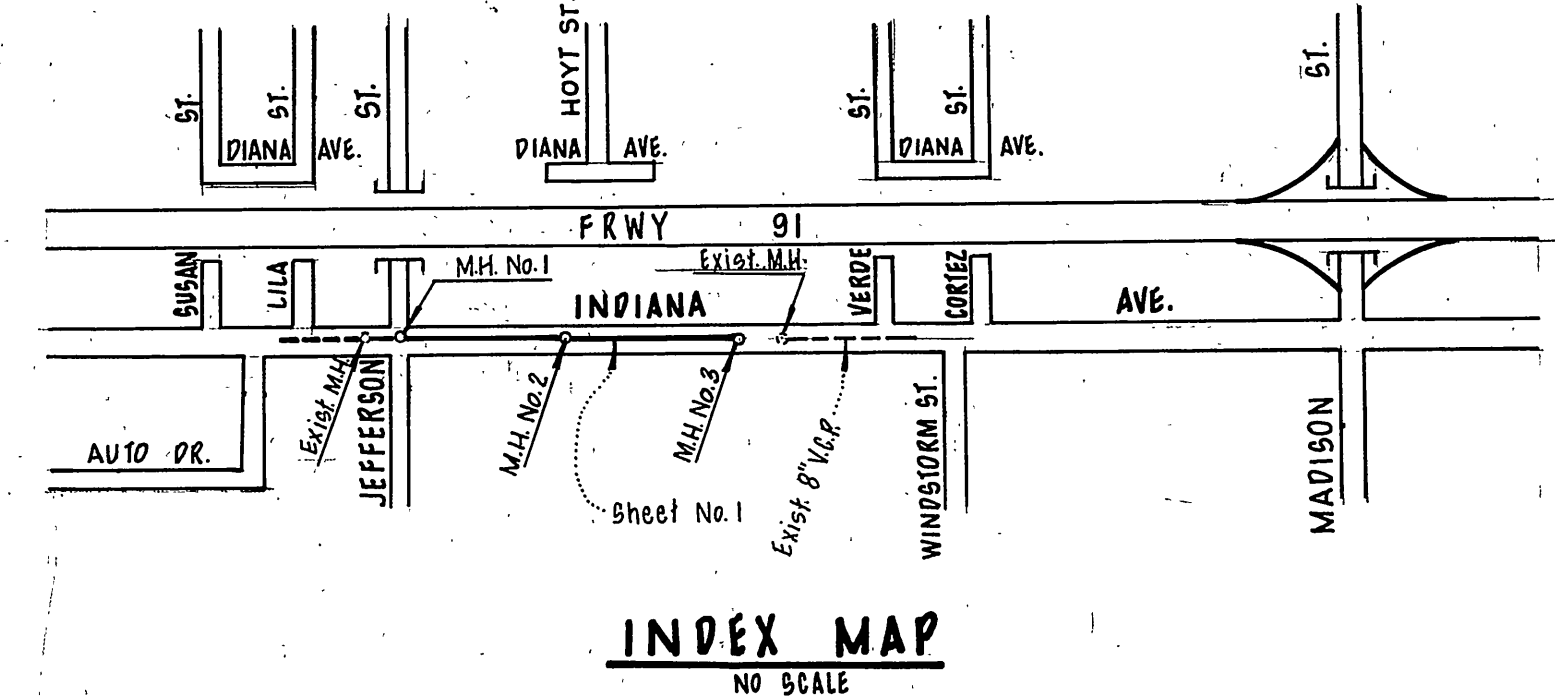 HOYT ST.
ST.
ST.
ST.
ST.
ST.
ST.
DIANA AVE.
DIANA AVE.
DIANA AVE.
FRWY 91
SUSAN
LILA
M.H. No. 1
Exist. M.H.
VERDE
CORTEZ
INDIANA AVE.
Exist. M.H.
JEFFERSON
M.H. No. 2
M.H. No. 3
Exist. 8" V.C.P.
WINDSTORM ST.
MADISON
AUTO DR.
Sheet No. 1
INDEX MAP
NO SCALE